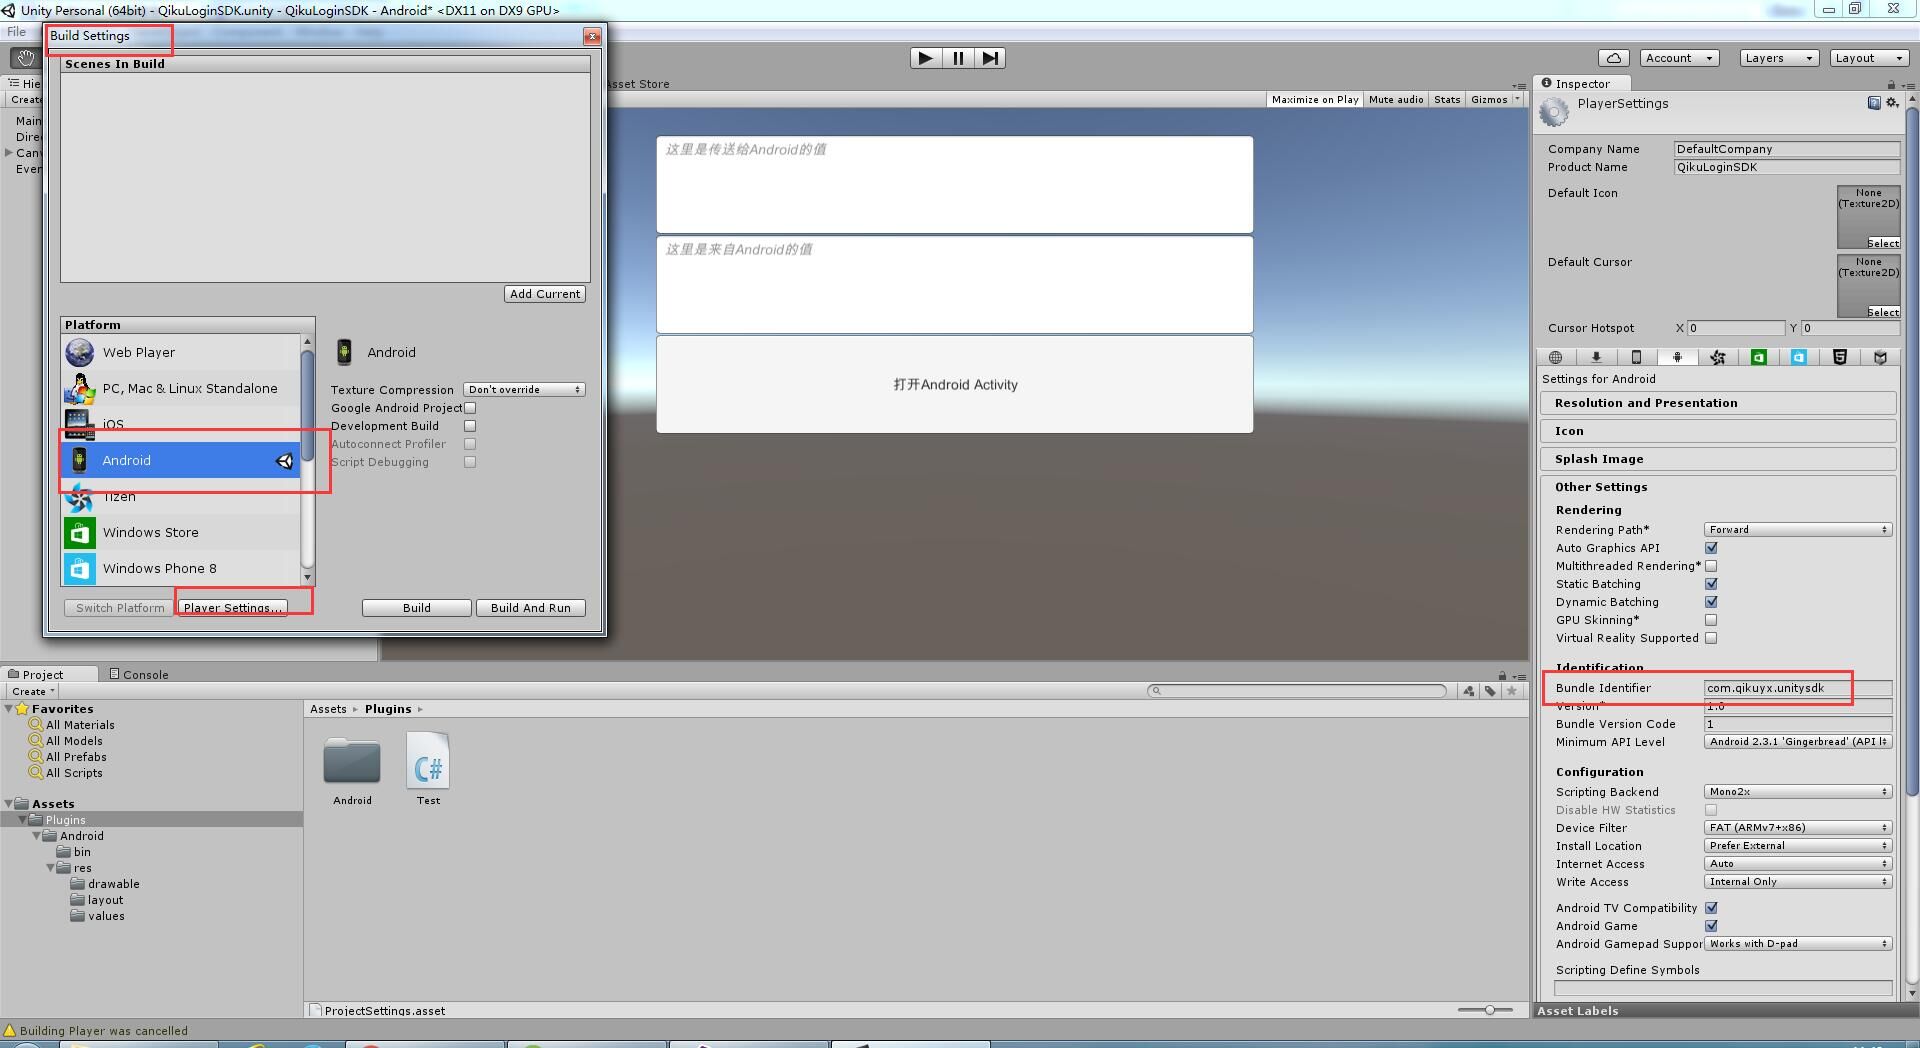 Unity Personal (64bit) - QikuLoginSDK.unity - QikuLoginSDK - Android* <DX11 on DX9 GPU>
File
Build Settings
Scenes In Build
Add Current
Platform
Web Player
PC, Mac & Linux Standalone
iOS
Android
Tizen
Windows Store
Windows Phone 8
Switch Platform
Player Settings...
Android
Texture Compression Don't override
Google Android Project
Development Build
Autoconnect Profiler
Script Debugging
Build
Build And Run
Create
Main
Asset Store
Maximize on Play
Mute audio
Stats
Gizmos
这里是传送给Android的值
这里是来自Android的值
打开Android Activity
Account
Layers
Layout
Inspector
PlayerSettings
Company Name DefaultCompany
Product Name QikuLoginSDK
Default Icon
None
(Texture2D)
Select
Default Cursor
None
(Texture2D)
Select
Cursor Hotspot X 0 Y 0
Settings for Android
Resolution and Presentation
Icon
Splash Image
Other Settings
Rendering
Rendering Path* Forward
Auto Graphics API
Multithreaded Rendering*
Static Batching
Dynamic Batching
GPU Skinning*
Virtual Reality Supported
Identification
Bundle Identifier com.qikuyx.unitysdk
Version* 1.0
Bundle Version Code 1
Minimum API Level Android 2.3.1 'Gingerbread' (API l
Configuration
Scripting Backend Mono2x
Disable HW Statistics
Device Filter FAT (ARMv7+x86)
Install Location Prefer External
Internet Access Auto
Write Access Internal Only
Android TV Compatibility
Android Game
Android Gamepad Suppor Works with D-pad
Scripting Define Symbols
Asset Labels
Project
Console
Create
Favorites
All Materials
All Models
All Prefabs
All Scripts
Assets
Plugins
Android
bin
res
drawable
layout
values
Assets ▸ Plugins ▸
Android
C#
Test
ProjectSettings.asset
Building Player was cancelled